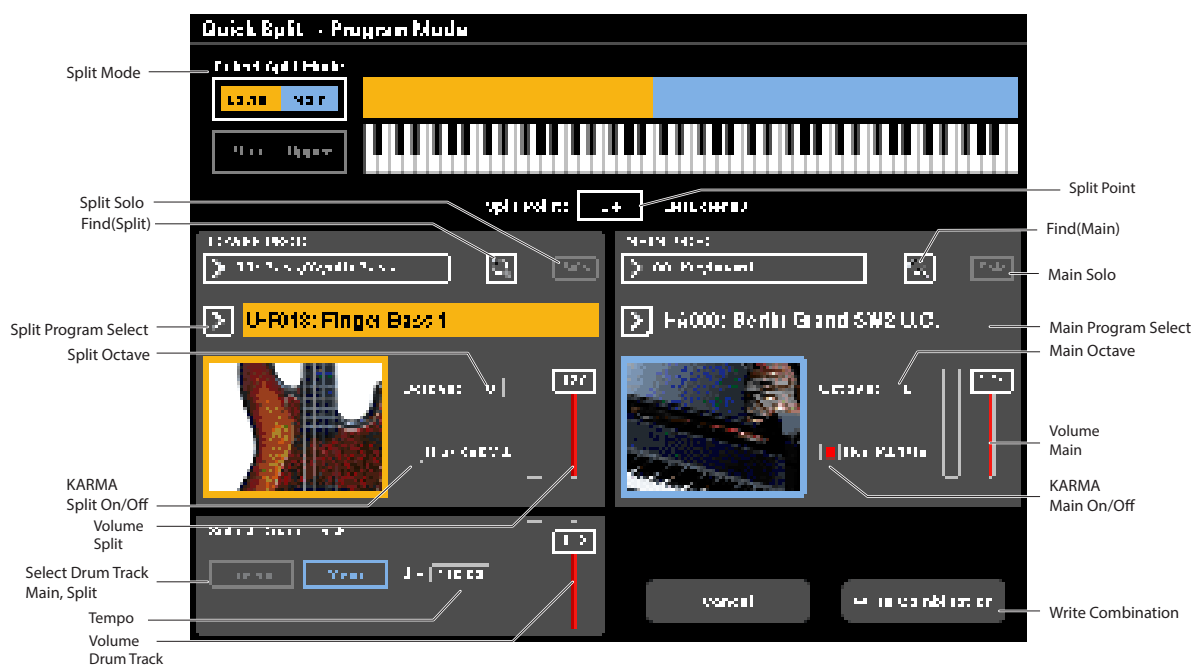 Quick Split - Program Mode
Split Mode
Split Point
Split Solo
Find(Split)
Find(Main)
Main Solo
Split Program Select
U-F018: Finger Bass 1
I-A000: Berlin Grand SW2 U.C.
Main Program Select
Split Octave
Main Octave
Volume
Main
KARMA
Split On/Off
KARMA
Main On/Off
Volume
Split
Select Drum Track
Main, Split
Tempo
Cancel
Write Combination
Write Combination
Volume
Drum Track